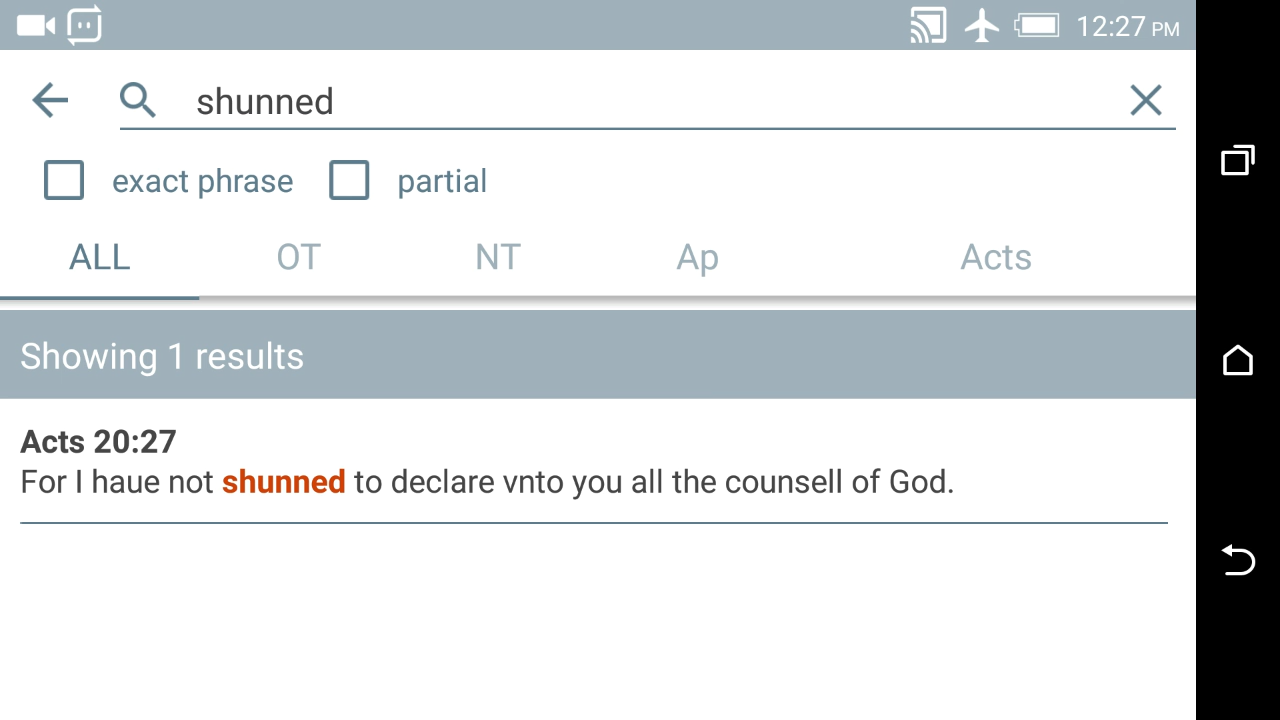 12:27 PM
shunned
exact phrase partial
ALL OT NT Ap Acts
Showing 1 results
Acts 20:27
For I haue not shunned to declare vnto you all the counsell of God.